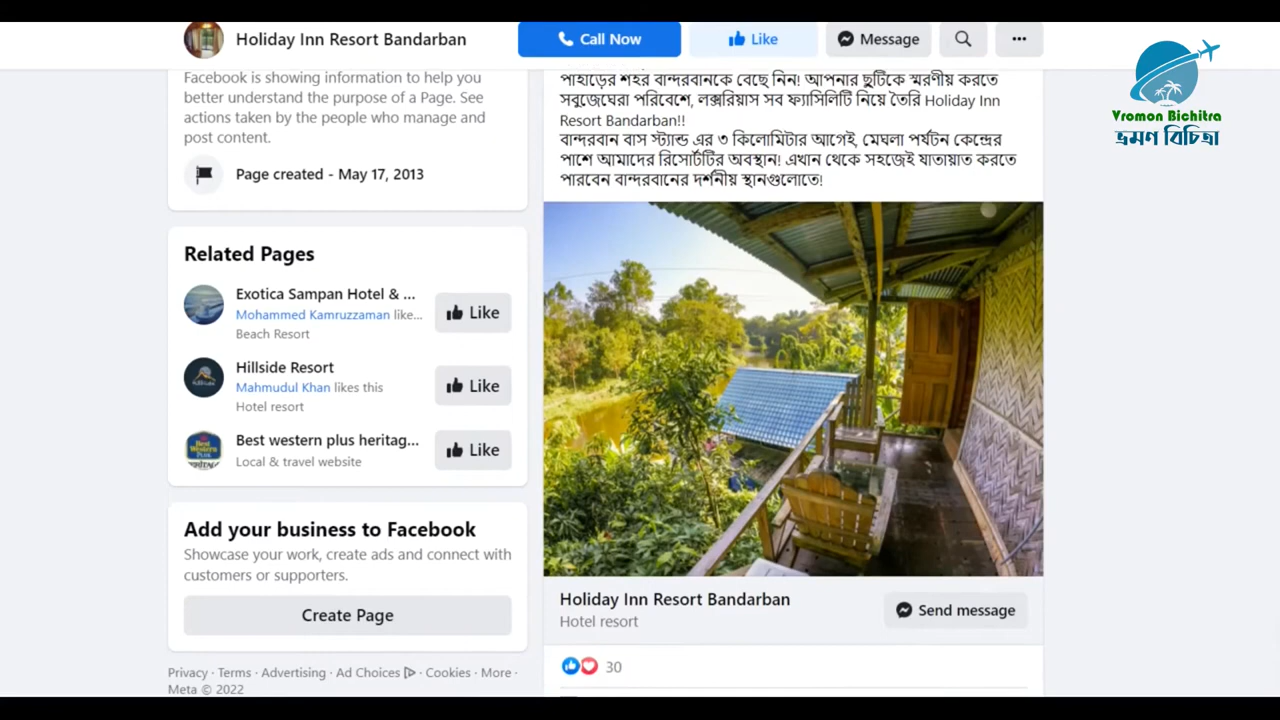 Holiday Inn Resort Bandarban
Call Now
Like
Message
Vromon Bichitra
ভ্রমণ বিচিত্রা
Facebook is showing information to help you
better understand the purpose of a Page. See
actions taken by the people who manage and
post content.
Page created - May 17, 2013
Related Pages
Exotica Sampan Hotel & ...
Mohammed Kamruzzaman like...
Beach Resort
Like
Hillside Resort
Mahmudul Khan likes this
Hotel resort
Like
Best western plus heritag...
Local & travel website
Like
Add your business to Facebook
Showcase your work, create ads and connect with
customers or supporters.
Create Page
Privacy · Terms · Advertising · Ad Choices · Cookies · More ·
Meta © 2022
পাহাড়ের শহর বান্দরবানকে বেছে নিন! আপনার ছুটিকে স্মরণীয় করতে
সবুজেঘেরা পরিবেশে, লক্সরিয়াস সব ফ্যাসিলিটি নিয়ে তৈরি Holiday Inn
Resort Bandarban!!
বান্দরবান বাস স্ট্যান্ড এর ৩ কিলোমিটার আগেই, মেঘলা পর্যটন কেন্দ্রের
পাশে আমাদের রিসোর্টটির অবস্থান! এখান থেকে সহজেই যাতায়াত করতে
পারবেন বান্দরবানের দর্শনীয় স্থানগুলোতে!
Holiday Inn Resort Bandarban
Hotel resort
Send message
30